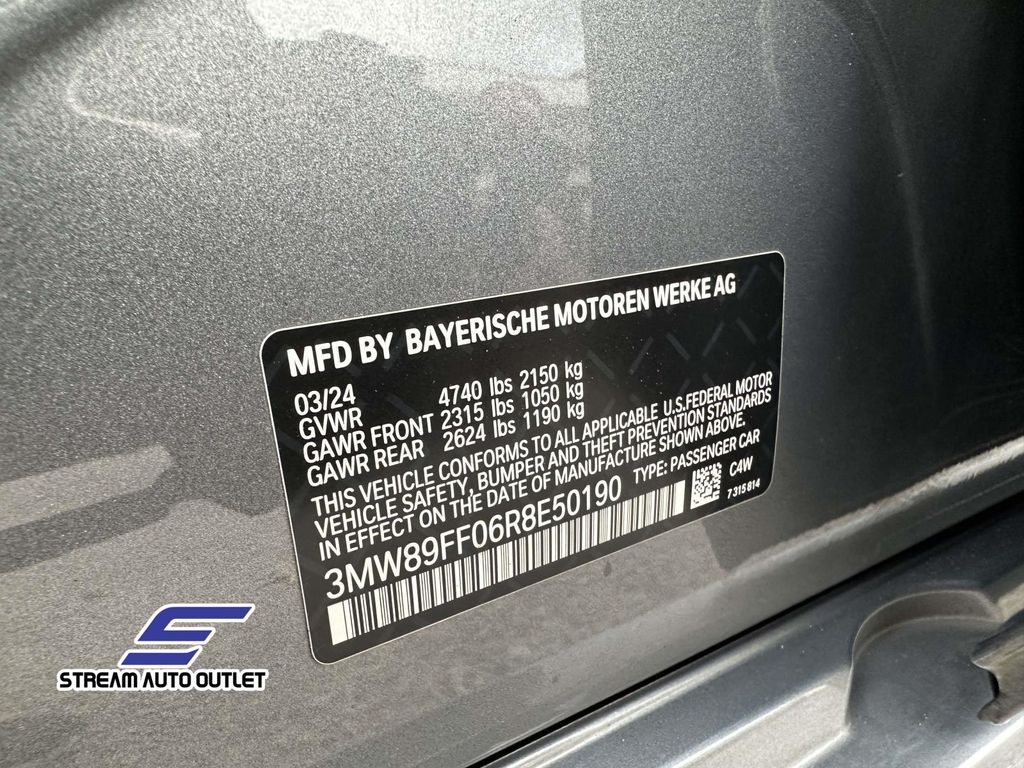 MFD BY BAYERISCHE MOTOREN WERKE AG
03/24
GVWR 4740 lbs 2150 kg
GAWR FRONT 2315 lbs 1050 kg
GAWR REAR 2624 lbs 1190 kg
THIS VEHICLE CONFORMS TO ALL APPLICABLE U.S.FEDERAL MOTOR
VEHICLE SAFETY, BUMPER AND THEFT PREVENTION STANDARDS
IN EFFECT ON THE DATE OF MANUFACTURE SHOWN ABOVE.
3MW89FF06R8E50190 TYPE: PASSENGER CAR
C4W
7 315 814
STREAM AUTO OUTLET